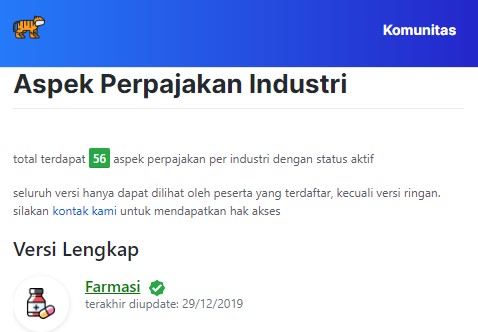 Komunitas
Aspek Perpajakan Industri
total terdapat 56 aspek perpajakan per industri dengan status aktif
seluruh versi hanya dapat dilihat oleh peserta yang terdaftar, kecuali versi ringan.
silakan kontak kami untuk mendapatkan hak akses
Versi Lengkap
Farmasi
terakhir diupdate: 29/12/2019